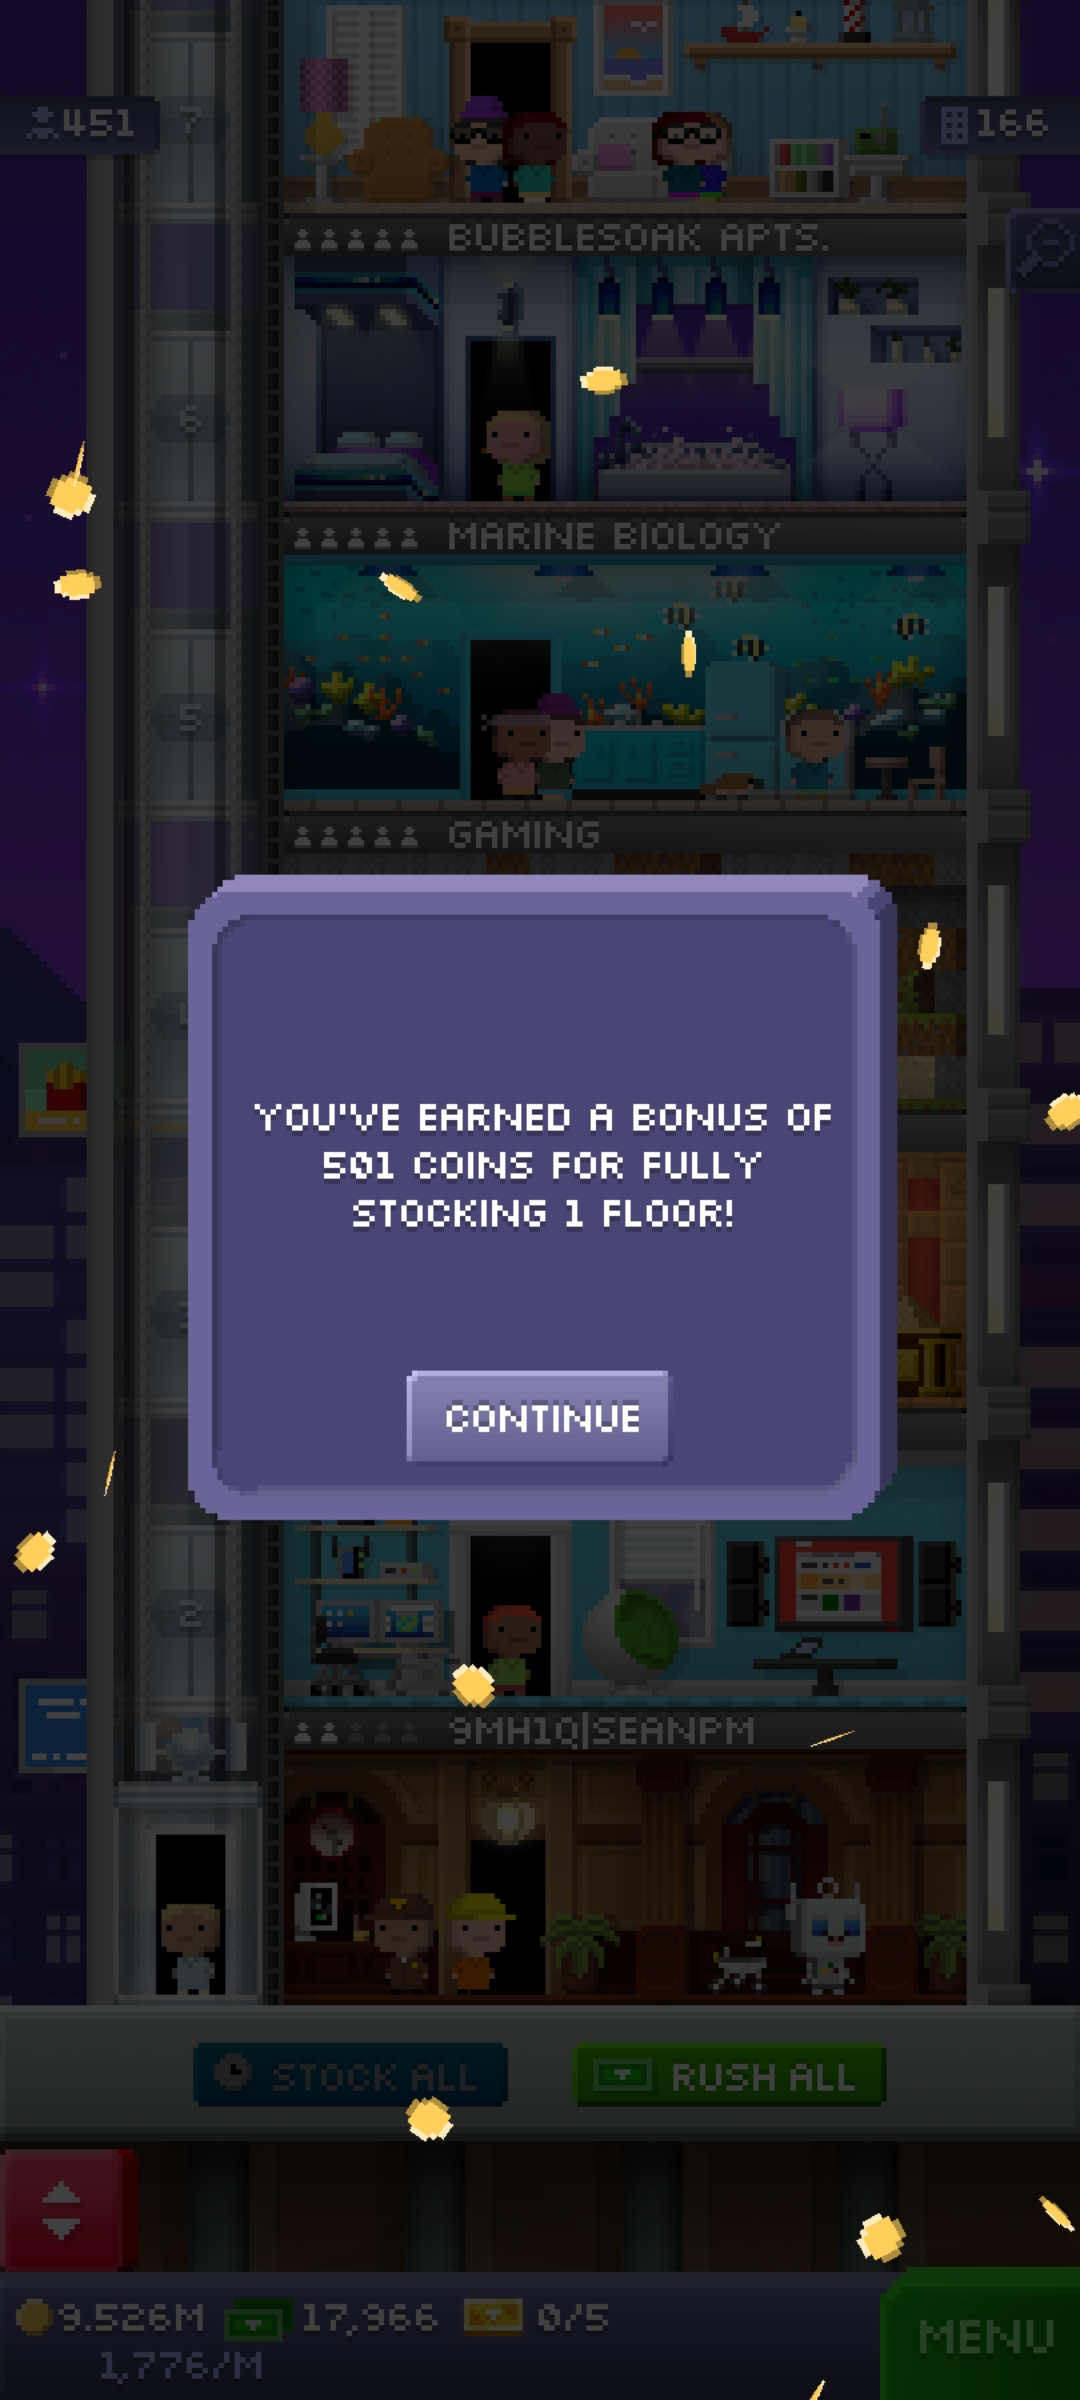 451
7
166
BUBBLESOAK APTS.
6
MARINE BIOLOGY
5
GAMING
YOU'VE EARNED A BONUS OF
501 COINS FOR FULLY
STOCKING 1 FLOOR!
CONTINUE
2
9MH1Q|SEANPM
STOCK ALL
RUSH ALL
9.526M
17,966
0/5
1,776/M
MENU